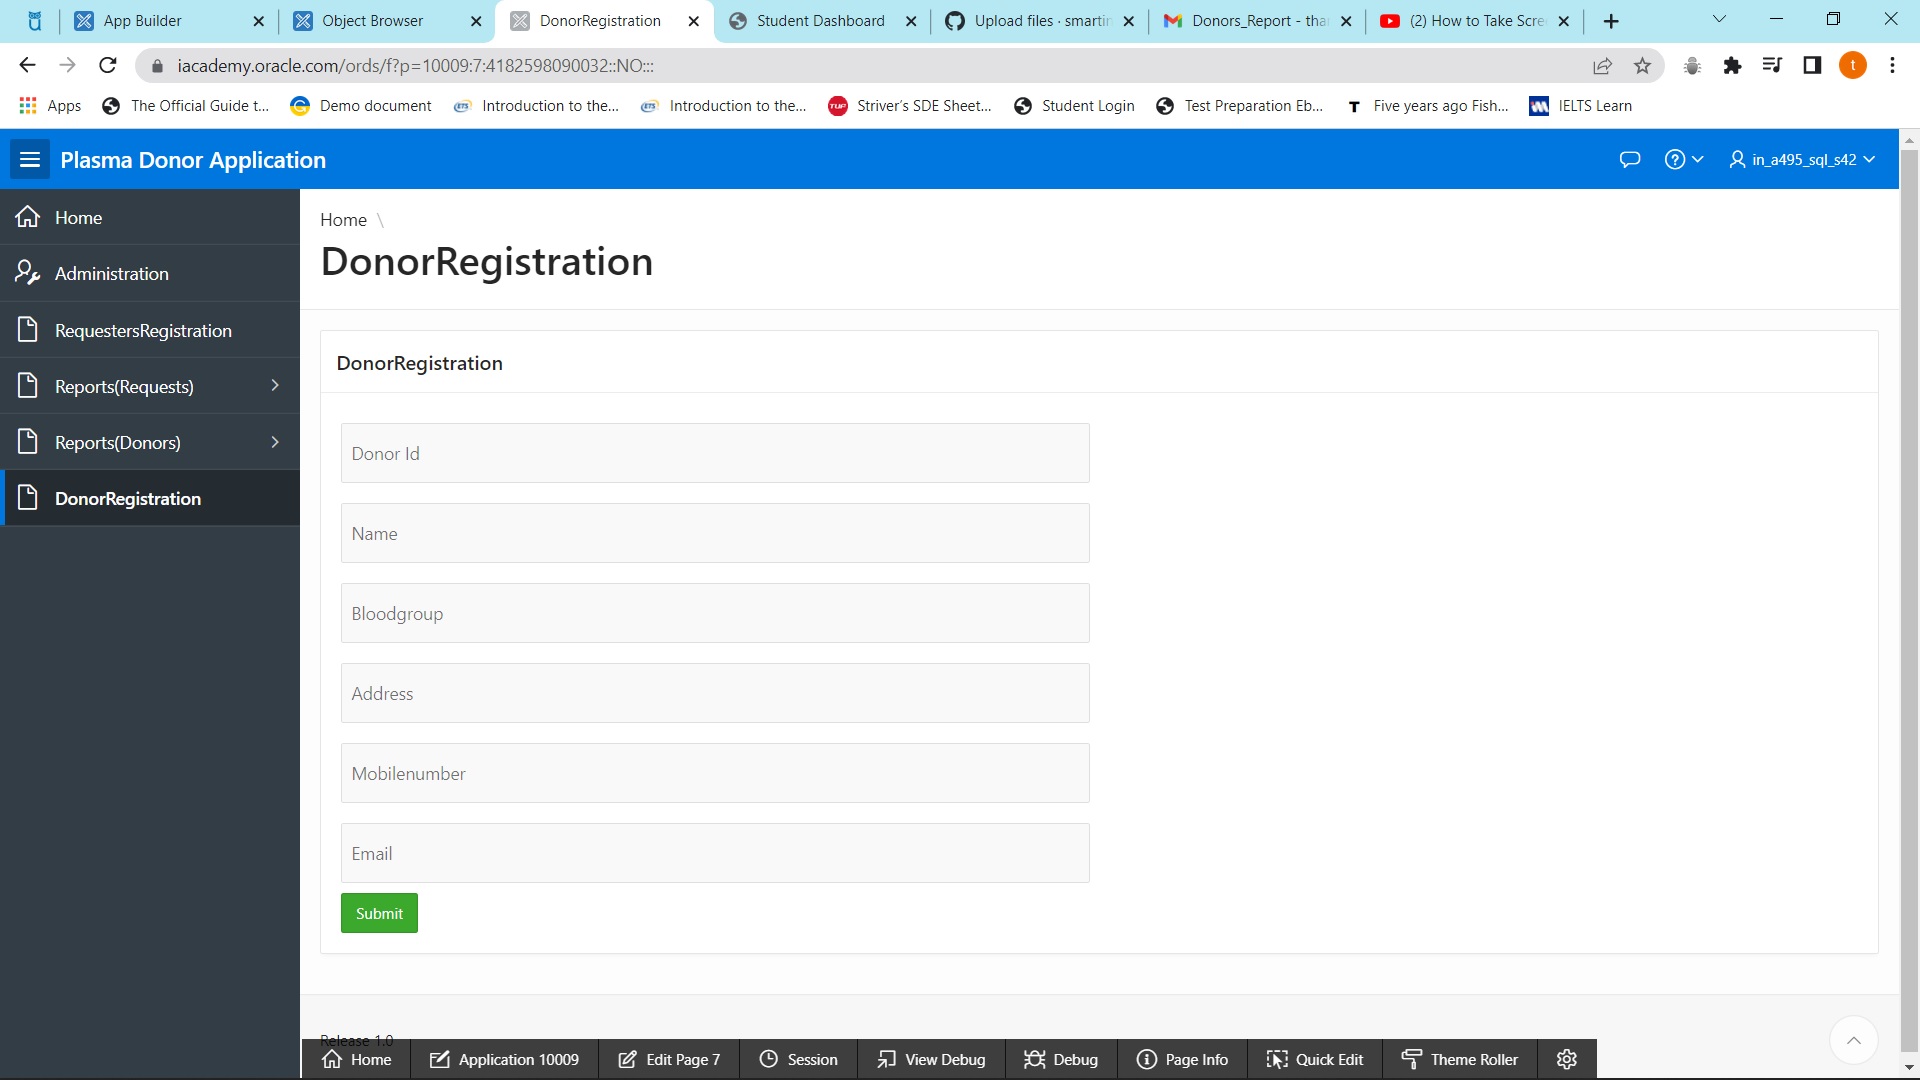 App Builder
Object Browser
DonorRegistration
Student Dashboard
Upload files · smartin
Donors_Report - tha
(2) How to Take Scre
iacademy.oracle.com/ords/f?p=10009:7:4182598090032::NO:::
t
Apps
The Official Guide t...
Demo document
Introduction to the...
Introduction to the...
Striver's SDE Sheet...
Student Login
Test Preparation Eb...
Five years ago Fish...
IELTS Learn
Plasma Donor Application
in_a495_sql_s42
Home
Administration
RequestersRegistration
Reports(Requests)
Reports(Donors)
DonorRegistration
Home \
DonorRegistration
DonorRegistration
Donor Id
Name
Bloodgroup
Address
Mobilenumber
Email
Submit
Release 1.0
Home
Application 10009
Edit Page 7
Session
View Debug
Debug
Page Info
Quick Edit
Theme Roller